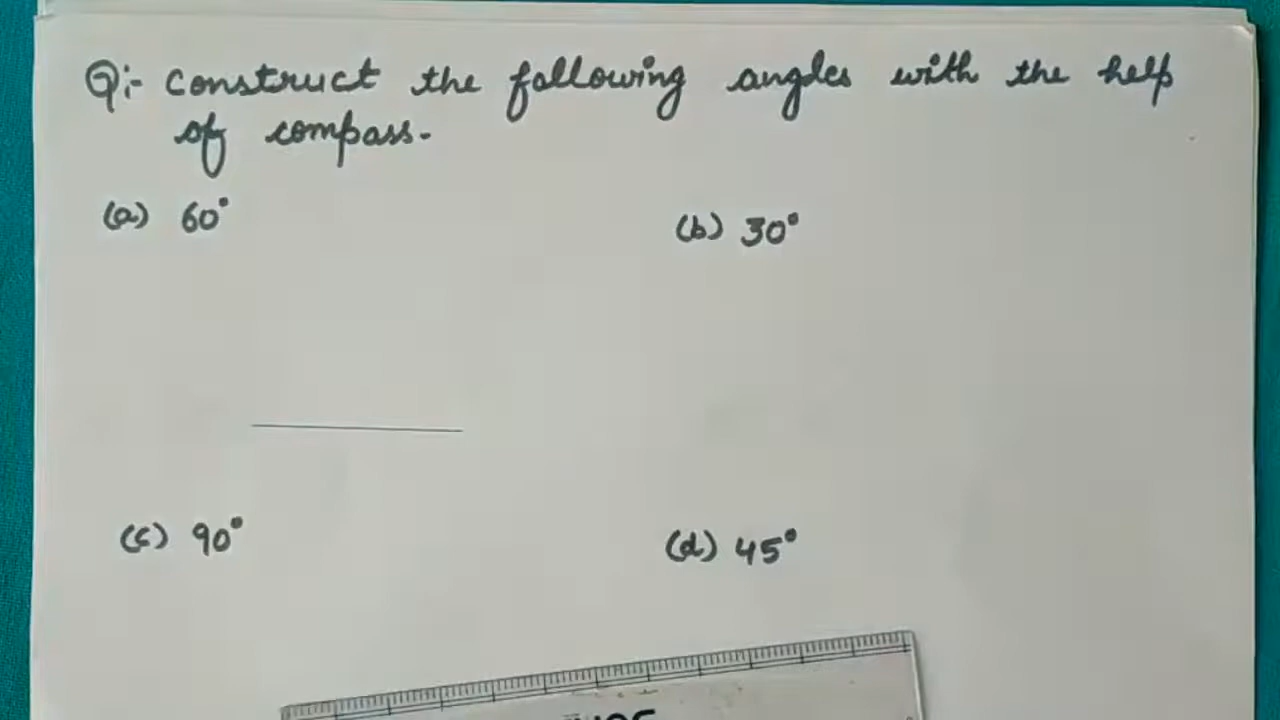 Q:- Construct the following angles with the help
of compass.
(a) 60°
(b) 30°
(c) 90°
(d) 45°